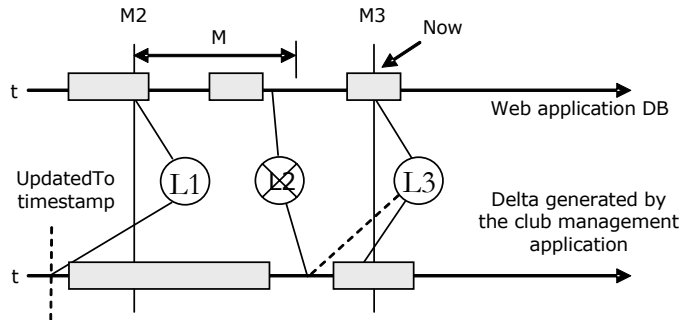 M2
M
M3
Now
t
Web application DB
UpdatedTo
timestamp
L1
L2
L3
Delta generated by
the club management
application
t